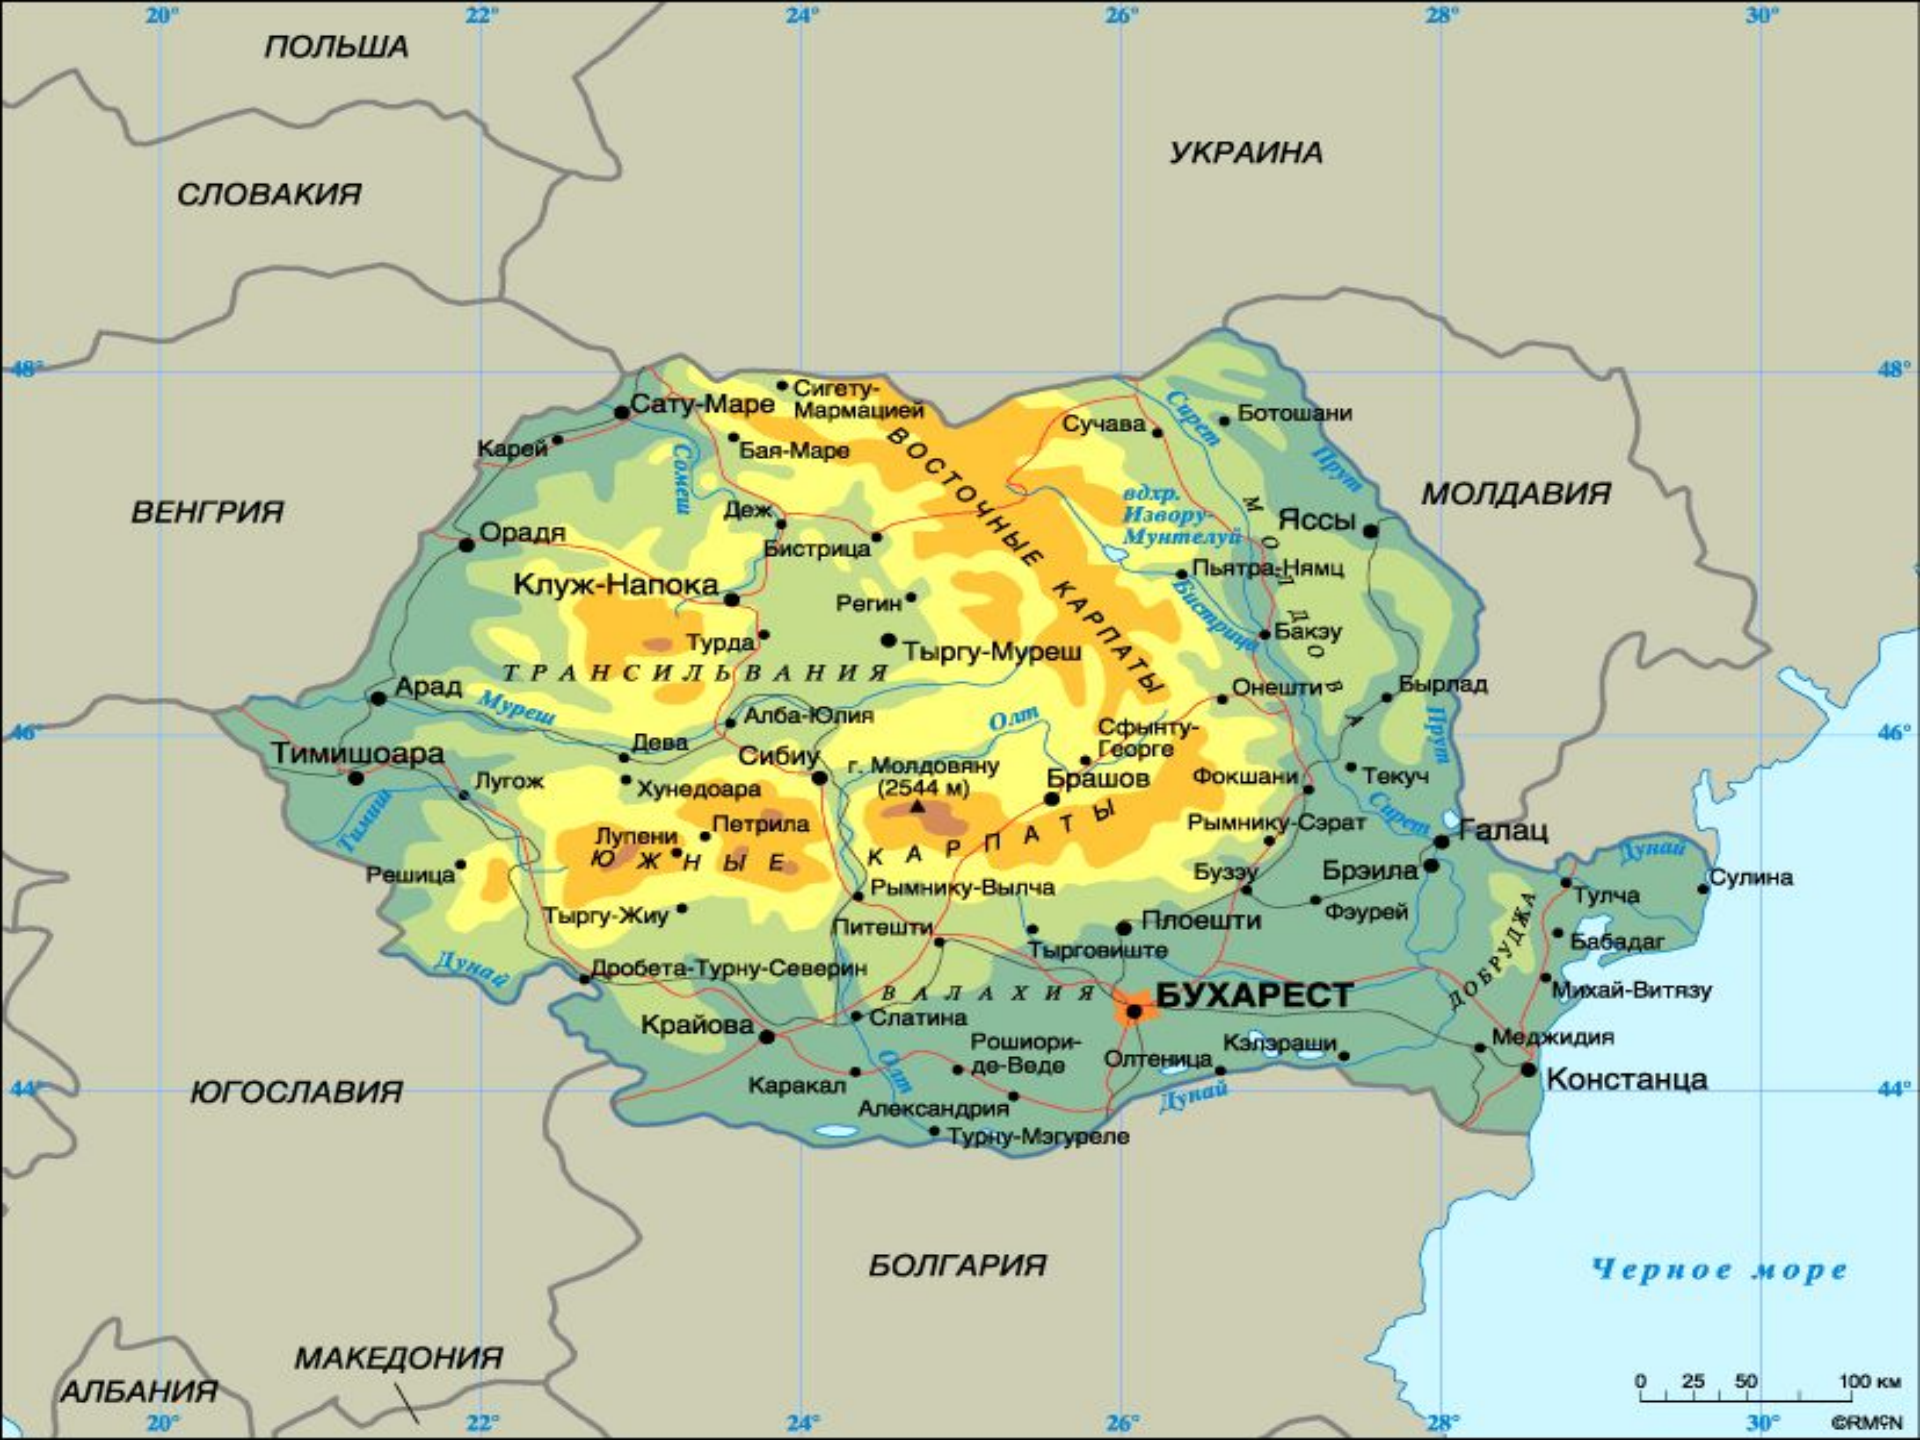 20° 22° 24° 26° 28° 30°
ПОЛЬША
УКРАИНА
СЛОВАКИЯ
48° 48°
Сигету-
Мармацией
Сату-Маре
Ботошани
Сучава
Сирет
Карей
Бая-Маре
Сомеш
ВОСТОЧНЫЕ КАРПАТЫ
Прут
ВЕНГРИЯ
МОЛДАВИЯ
вдхр.
Извору-
Мунтелуй
МОЛДОВА
Деж
Яссы
Орадя
Бистрица
Клуж-Напока
Пьятра-Нямц
Регин
Бистрица
Турда
Бакэу
Тыргу-Муреш
ТРАНСИЛЬВАНИЯ
Арад
Онешти
Бырлад
Муреш
Алба-Юлия
Олт
Прут
46° 46°
Сфынту-
Георге
Дева
Тимишоара
Сибиу
г. Молдовяну
(2544 м)
Брашов
Фокшани
Текуч
Лугож
Хунедоара
Тимиш
Сирет
Петрила
Лупени
Рымнику-Сэрат
Галац
ЮЖНЫЕ КАРПАТЫ
Дунай
Решица
Бузэу
Брэила
Сулина
Рымнику-Вылча
Тулча
Тыргу-Жиу
Фэурей
Питешти
Плоешти
Тырговиште
Бабадаг
ДОБРУДЖА
Дунай
Дробета-Турну-Северин
ВАЛАХИЯ
БУХАРЕСТ
Михай-Витязу
Крайова
Слатина
Рошиори-
де-Веде
Кэлэраши
Меджидия
Олтеница
Каракал
Олт
Констанца
44° 44°
ЮГОСЛАВИЯ
Дунай
Александрия
Турну-Мэгуреле
БОЛГАРИЯ
Черное море
МАКЕДОНИЯ
АЛБАНИЯ
0 25 50 100 км
20° 22° 24° 26° 28° 30°